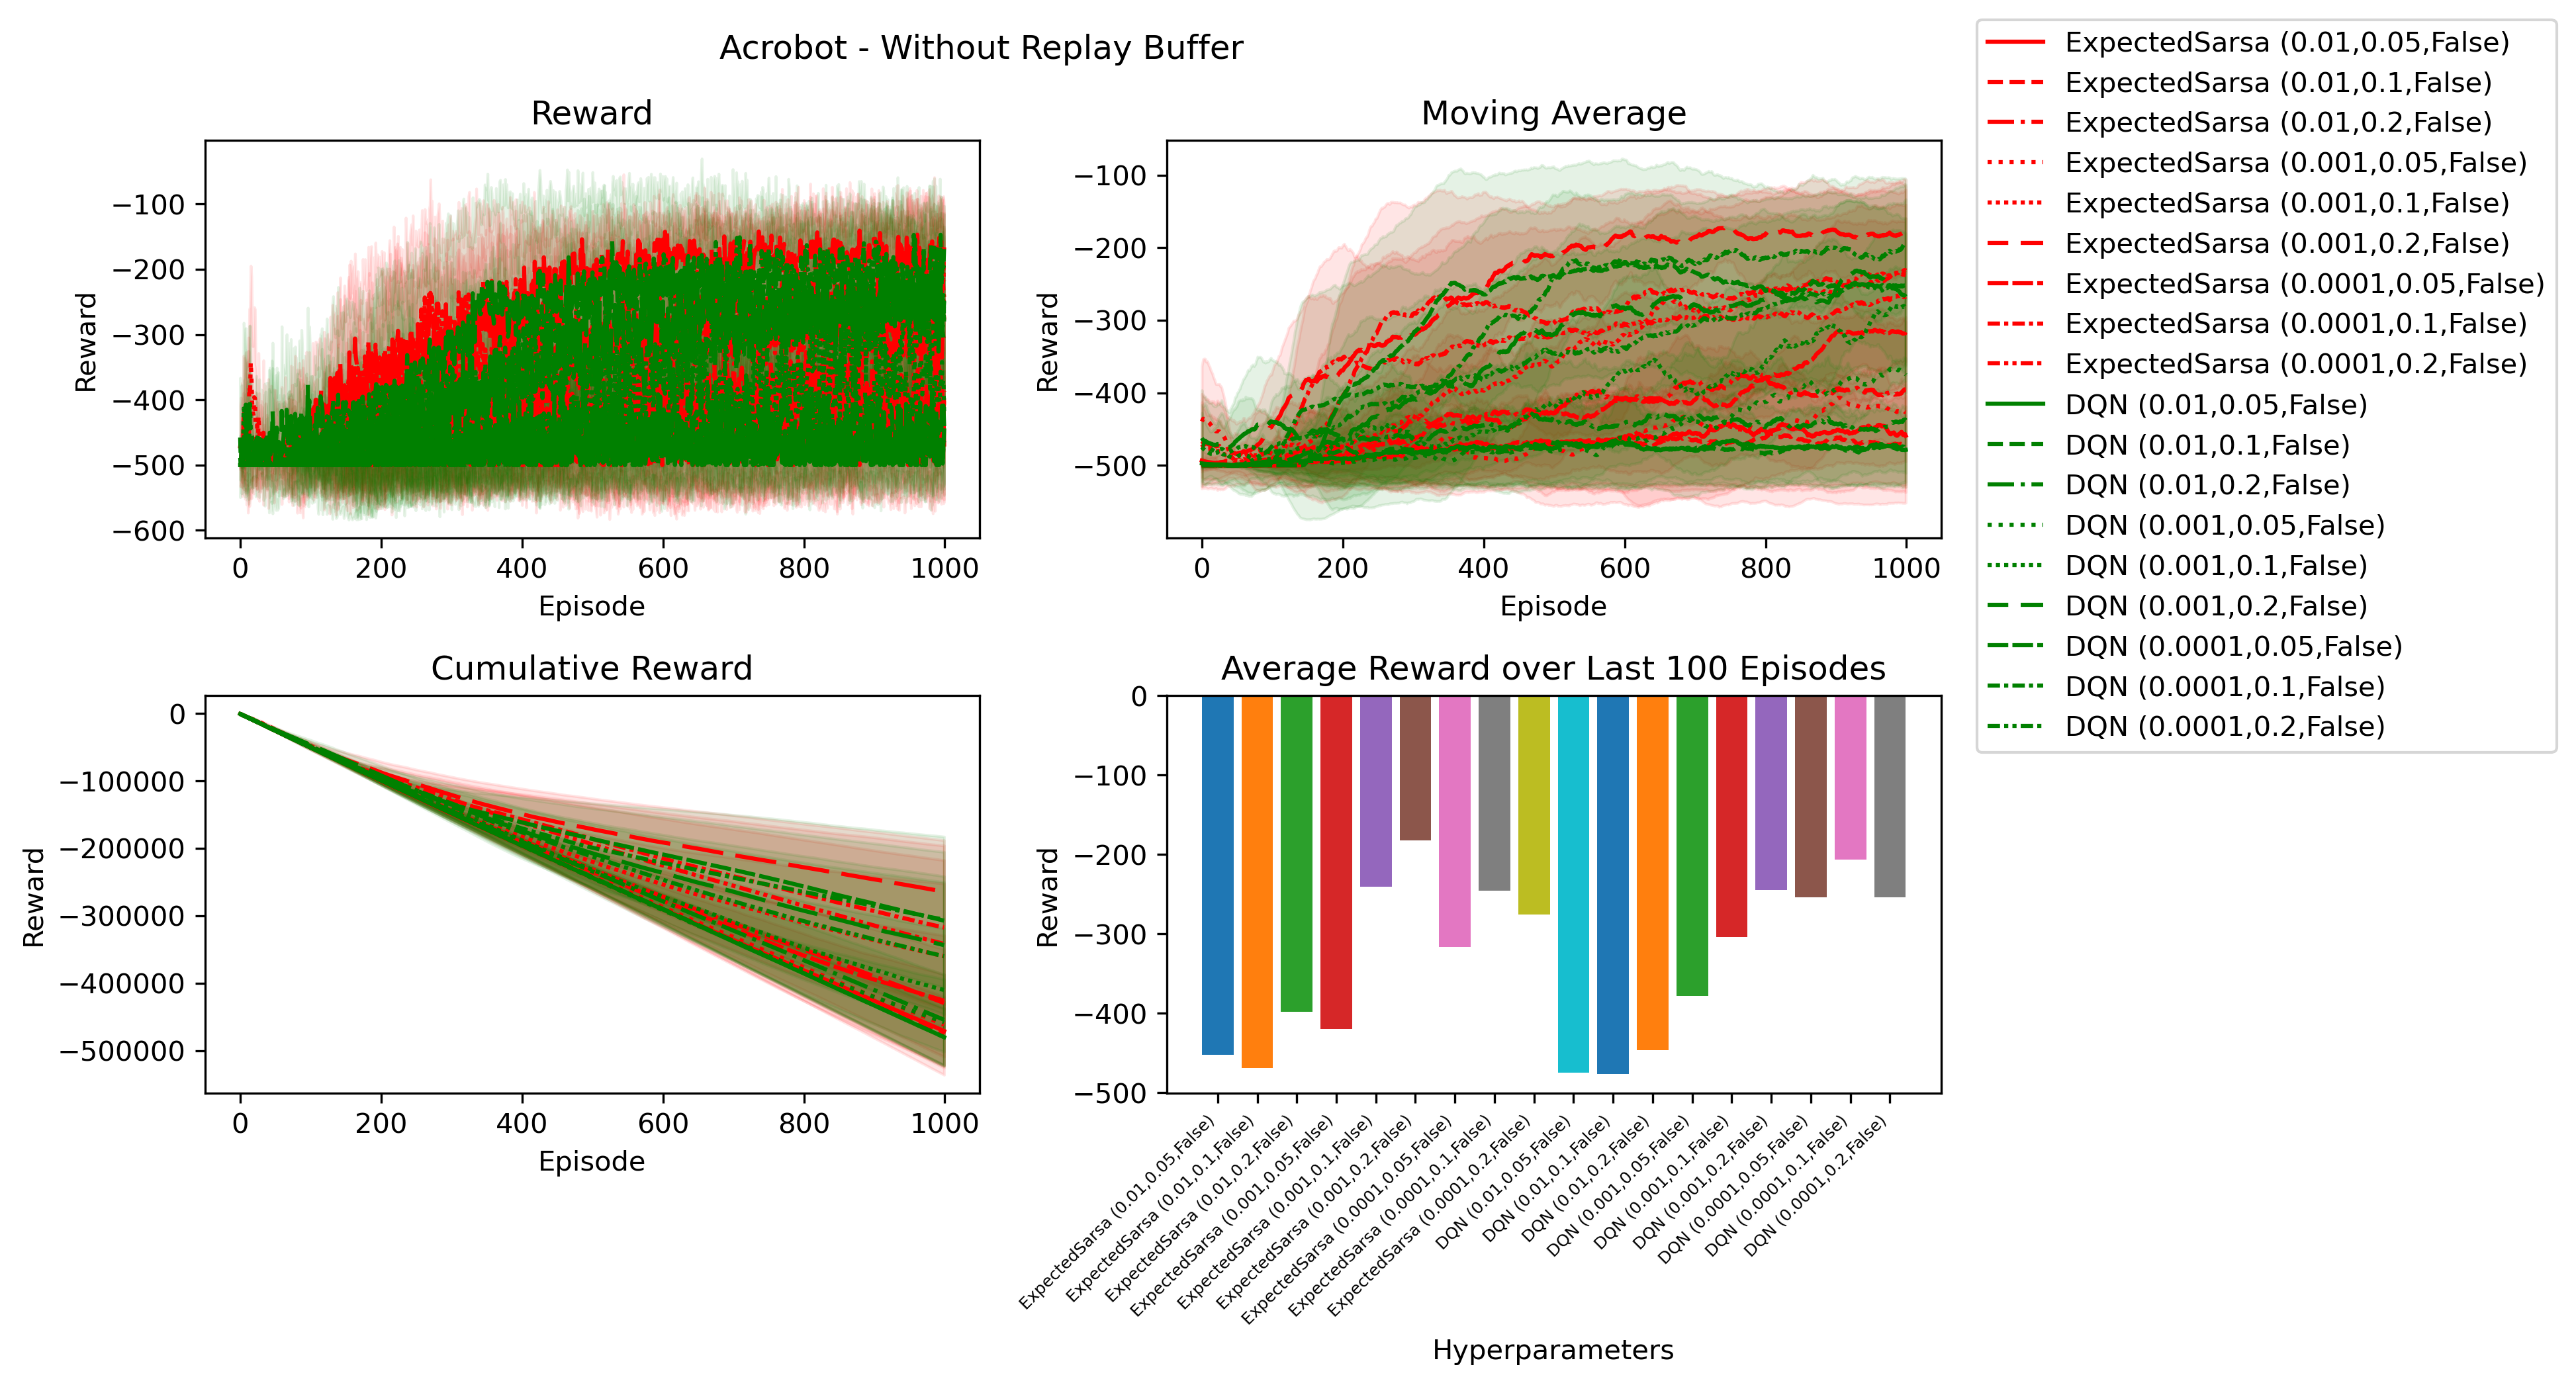 Acrobot - Without Replay Buffer
Reward
−100
−200
−300
−400
−500
−600
Reward
0
200
400
600
800
1000
Episode
Moving Average
−100
−200
−300
−400
−500
Reward
0
200
400
600
800
1000
Episode
ExpectedSarsa (0.01,0.05,False)
ExpectedSarsa (0.01,0.1,False)
ExpectedSarsa (0.01,0.2,False)
ExpectedSarsa (0.001,0.05,False)
ExpectedSarsa (0.001,0.1,False)
ExpectedSarsa (0.001,0.2,False)
ExpectedSarsa (0.0001,0.05,False)
ExpectedSarsa (0.0001,0.1,False)
ExpectedSarsa (0.0001,0.2,False)
DQN (0.01,0.05,False)
DQN (0.01,0.1,False)
DQN (0.01,0.2,False)
DQN (0.001,0.05,False)
DQN (0.001,0.1,False)
DQN (0.001,0.2,False)
DQN (0.0001,0.05,False)
DQN (0.0001,0.1,False)
DQN (0.0001,0.2,False)
Cumulative Reward
0
−100000
−200000
−300000
−400000
−500000
Reward
0
200
400
600
800
1000
Episode
Average Reward over Last 100 Episodes
0
−100
−200
−300
−400
−500
Reward
ExpectedSarsa (0.01,0.05,False)
ExpectedSarsa (0.01,0.1,False)
ExpectedSarsa (0.01,0.2,False)
ExpectedSarsa (0.001,0.05,False)
ExpectedSarsa (0.001,0.1,False)
ExpectedSarsa (0.001,0.2,False)
ExpectedSarsa (0.0001,0.05,False)
ExpectedSarsa (0.0001,0.1,False)
ExpectedSarsa (0.0001,0.2,False)
DQN (0.01,0.05,False)
DQN (0.01,0.1,False)
DQN (0.01,0.2,False)
DQN (0.001,0.05,False)
DQN (0.001,0.1,False)
DQN (0.001,0.2,False)
DQN (0.0001,0.05,False)
DQN (0.0001,0.1,False)
DQN (0.0001,0.2,False)
Hyperparameters